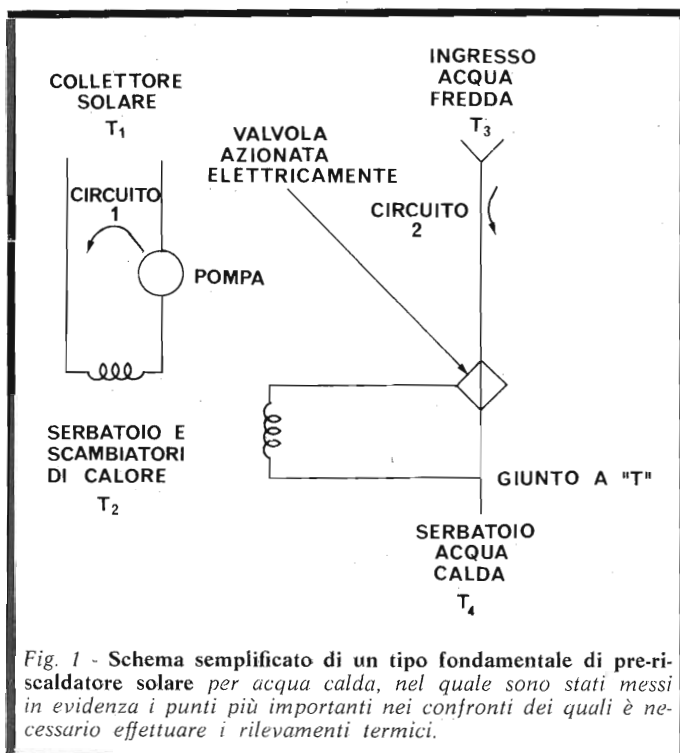 COLLETTORE
SOLARE
T1
CIRCUITO
1
POMPA
SERBATOIO E
SCAMBIATORI
DI CALORE
T2
VALVOLA
AZIONATA
ELETTRICAMENTE
INGRESSO
ACQUA
FREDDA
T3
CIRCUITO
2
GIUNTO A "T"
SERBATOIO
ACQUA
CALDA
T4
Fig. 1 - Schema semplificato di un tipo fondamentale di pre-ri-
scaldatore solare per acqua calda, nel quale sono stati messi
in evidenza i punti più importanti nei confronti dei quali è ne-
cessario effettuare i rilevamenti termici.